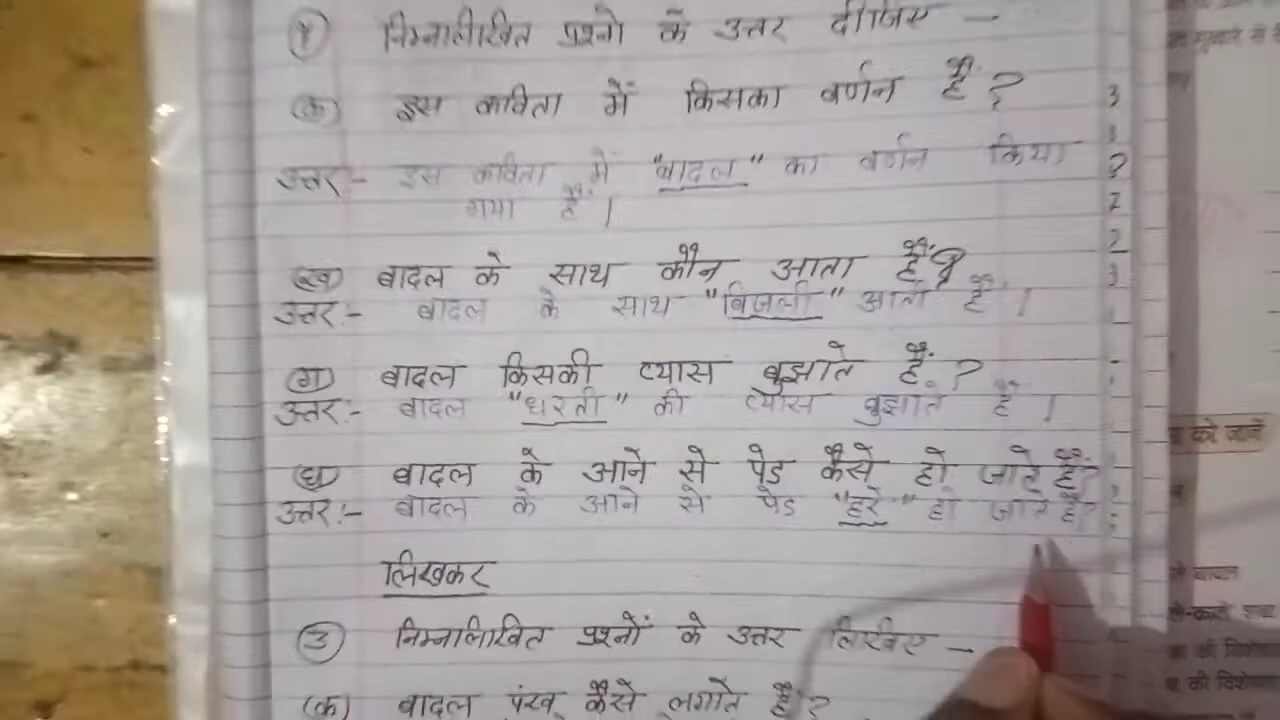 १ निम्नलिखित प्रश्नो के उत्तर दीजिए —
(क) इस कविता में किसका वर्णन है ?
उत्तर:- इस कविता में "बादल" का वर्णन किया
गया है ।
(ख) बादल के साथ कौन आता है ?
उत्तर:- बादल के साथ "बिजली" आती है ।
(ग) बादल किसकी प्यास बुझाते हैं ?
उत्तर:- बादल "धरती" की प्यास बुझाते है ।
(घ) बादल के आने से पेड कैसे हो जाते हैं?
उत्तर:- बादल के आने से पेड "हरे" हो जाते है?
लिखकर
३ निम्नलिखित प्रश्नों के उत्तर लिखिए —
(क) बादल पंख कैसे लगाते है ?
को जाने
की विशेषता